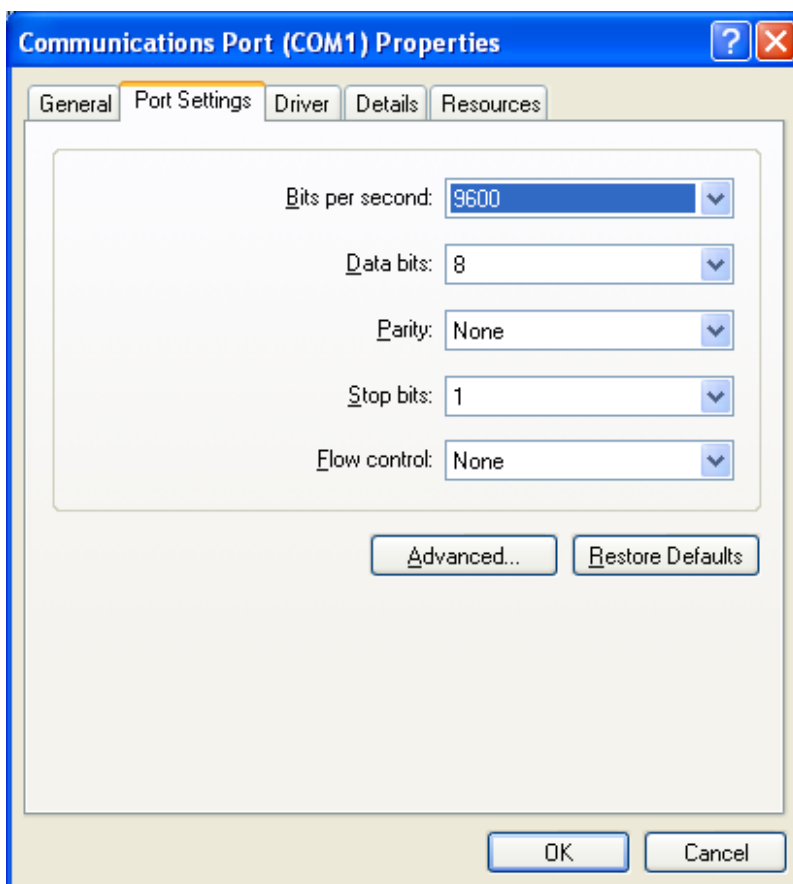 Communications Port (COM1) Properties
General Port Settings Driver Details Resources
Bits per second: 9600
Data bits: 8
Parity: None
Stop bits: 1
Flow control: None
Advanced... Restore Defaults
OK Cancel